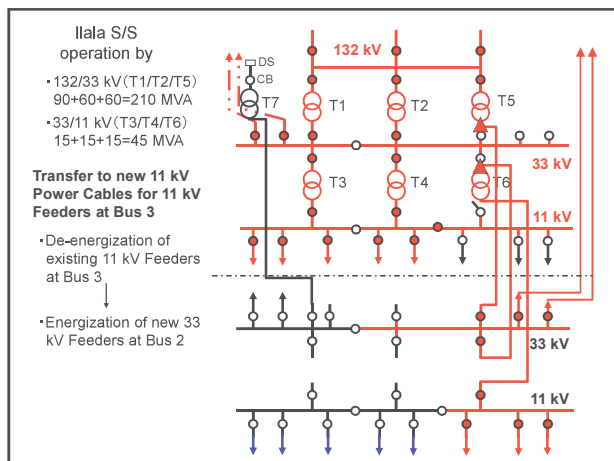 Ilala S/S
operation by
・132/33 kV(T1/T2/T5)
90+60+60=210 MVA
・33/11 kV(T3/T4/T6)
15+15+15=45 MVA
Transfer to new 11 kV
Power Cables for 11 kV
Feeders at Bus 3
・De-energization of
existing 11 kV Feeders
at Bus 3
・Energization of new 33
kV Feeders at Bus 2
DS
CB
T7
132 kV
T1
T2
T5
33 kV
T3
T4
T6
11 kV
33 kV
11 kV